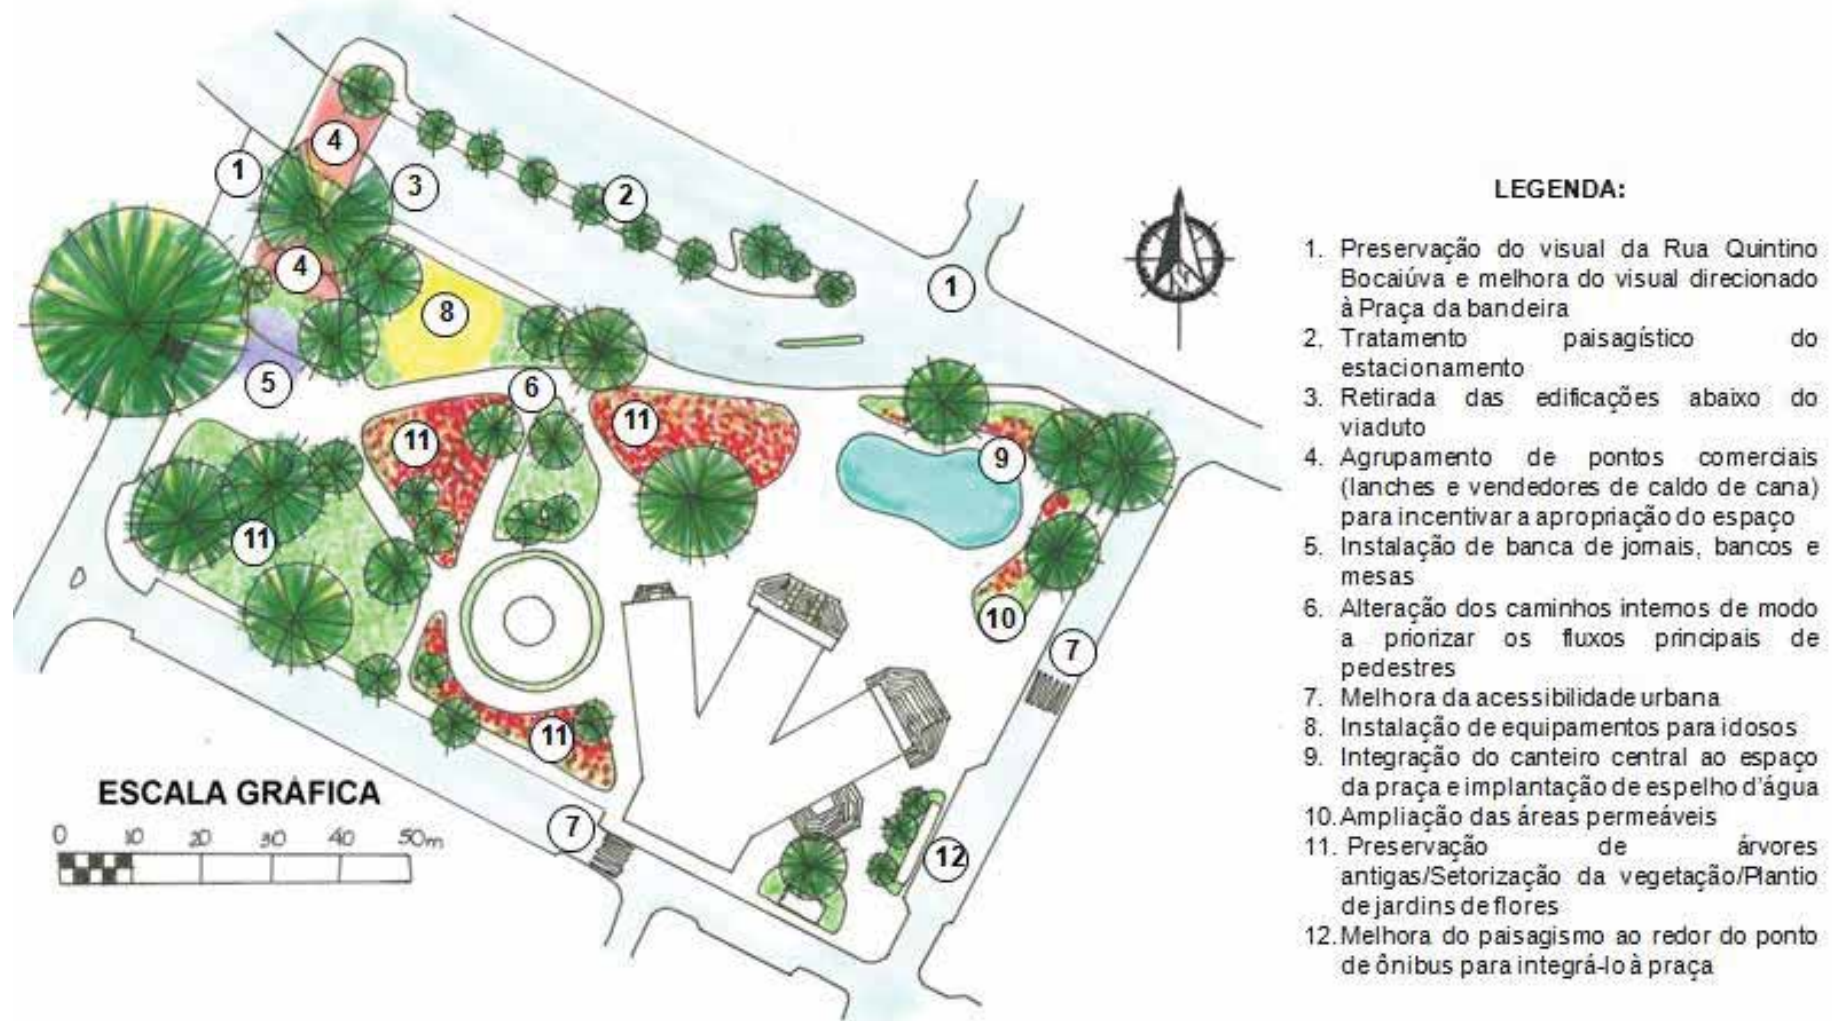 4
1
3
2
4
8
1
5
6
11
11
9
11
10
7
11
7
12
N
ESCALA GRÁFICA
0 10 20 30 40 50m
LEGENDA:
1. Preservação do visual da Rua Quintino
Bocaiúva e melhora do visual direcionado
à Praça da bandeira
2. Tratamento paisagístico do
estacionamento
3. Retirada das edificações abaixo do
viaduto
4. Agrupamento de pontos comerciais
(lanches e vendedores de caldo de cana)
para incentivar a apropriação do espaço
5. Instalação de banca de jornais, bancos e
mesas
6. Alteração dos caminhos internos de modo
a priorizar os fluxos principais de
pedestres
7. Melhora da acessibilidade urbana
8. Instalação de equipamentos para idosos
9. Integração do canteiro central ao espaço
da praça e implantação de espelho d'água
10. Ampliação das áreas permeáveis
11. Preservação de árvores
antigas/Setorização da vegetação/Plantio
de jardins de flores
12. Melhora do paisagismo ao redor do ponto
de ônibus para integrá-lo à praça